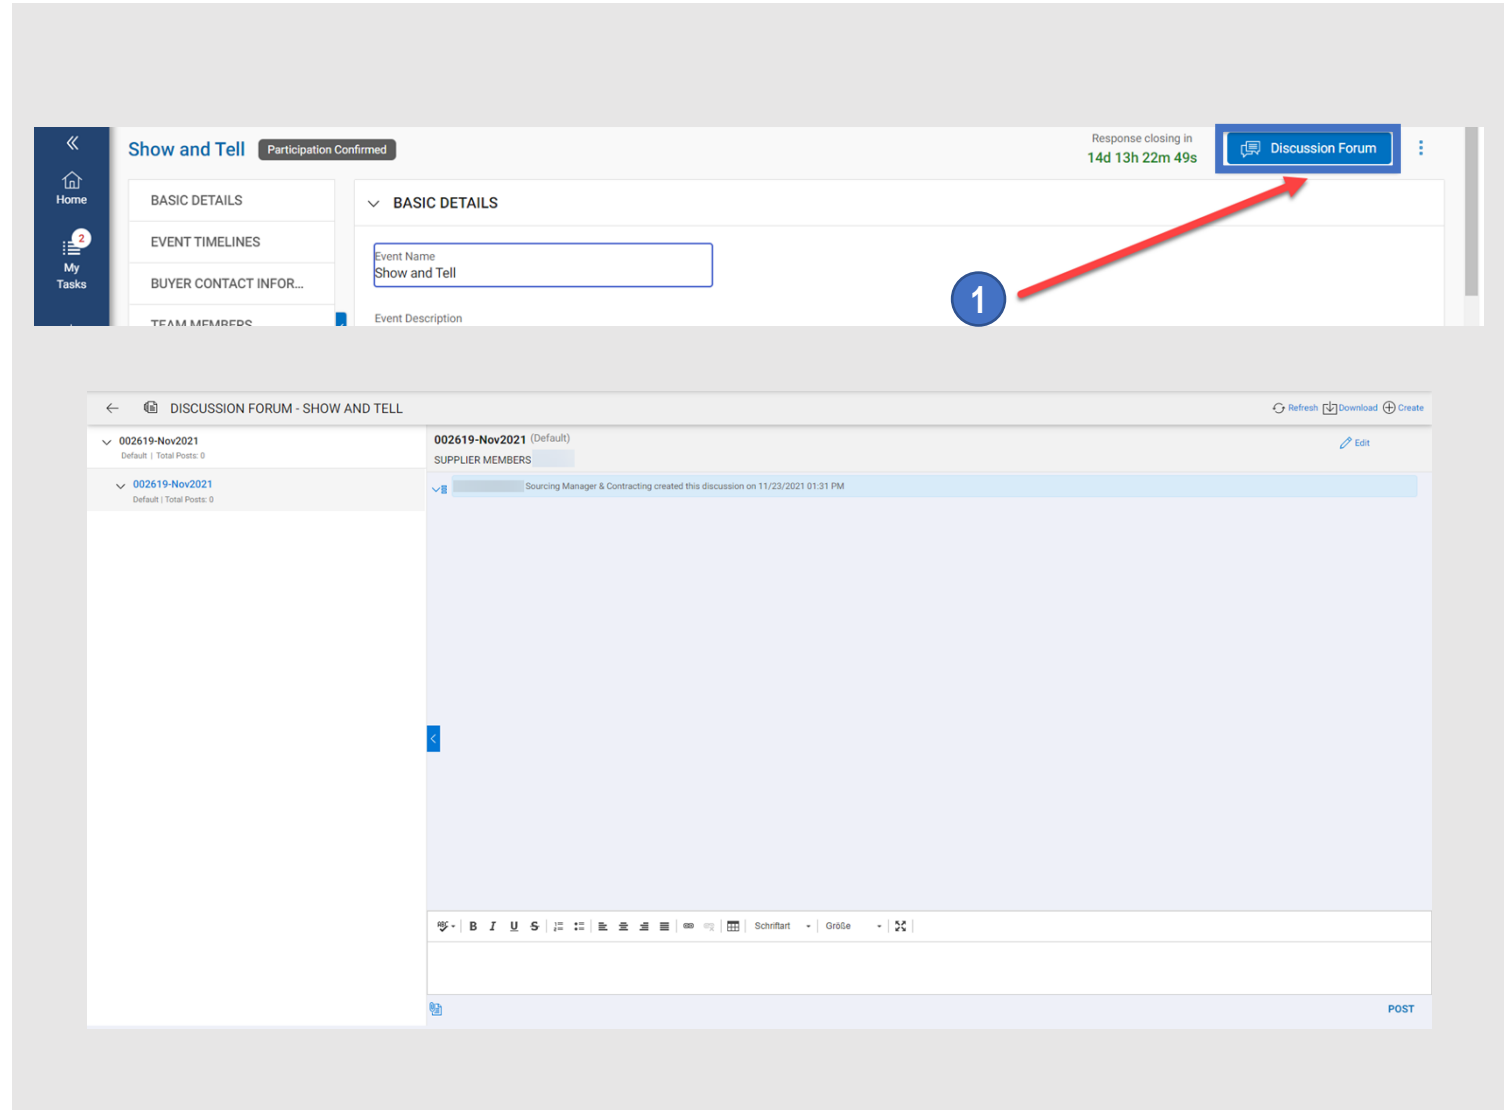 Show and Tell
Participation Confirmed
Response closing in
14d 13h 22m 49s
Discussion Forum
Home
2
My
Tasks
BASIC DETAILS
EVENT TIMELINES
BUYER CONTACT INFOR...
TEAM MEMBERS
BASIC DETAILS
Event Name
Show and Tell
Event Description
1
DISCUSSION FORUM - SHOW AND TELL
Refresh Download Create
002619-Nov2021
Default | Total Posts: 0
002619-Nov2021
Default | Total Posts: 0
002619-Nov2021 (Default)
SUPPLIER MEMBERS
Edit
Sourcing Manager & Contracting created this discussion on 11/23/2021 01:31 PM
ABC B I U S Schriftart Größe
POST